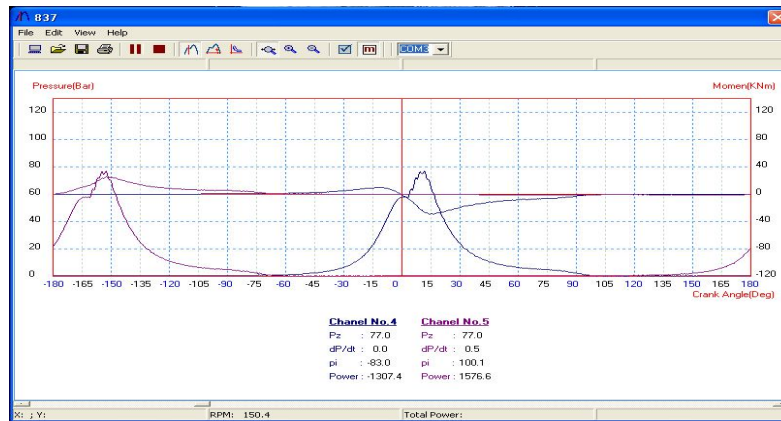 837
File Edit View Help
COM3
Pressure(Bar) Momen(KNm)
120 120
100 80
80 40
60 0
40 -40
20 -80
0 -120
-180 -165 -150 -135 -120 -105 -90 -75 -60 -45 -30 -15 0 15 30 45 60 75 90 105 120 135 150 165 180
Crank Angle(Deg)
Chanel No.4 Chanel No.5
Pz : 77.0 Pz : 77.0
dP/dt : 0.0 dP/dt : 0.5
pi : -83.0 pi : 100.1
Power : -1307.4 Power : 1576.6
X: ; Y: RPM: 150.4 Total Power: